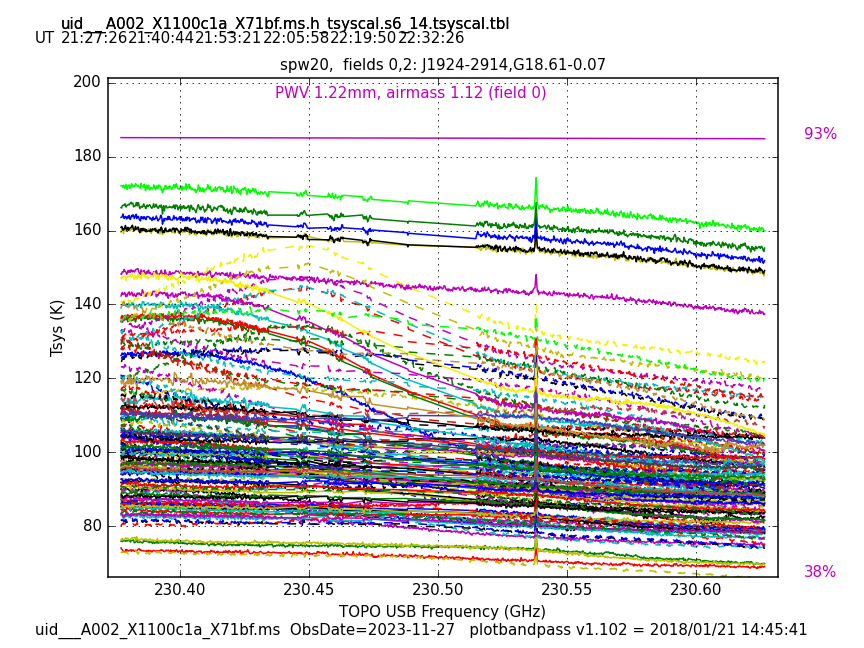 uid___A002_X1100c1a_X71bf.ms.h_tsyscal.s6_14.tsyscal.tbl
UT 21:27:26 21:40:44 21:53:21 22:05:58 22:19:50 22:32:26
spw20,  fields 0,2: J1924-2914,G18.61-0.07
PWV 1.22mm, airmass 1.12 (field 0)
200
180
160
140
120
100
80
93%
38%
Tsys (K)
230.40 230.45 230.50 230.55 230.60
TOPO USB Frequency (GHz)
uid___A002_X1100c1a_X71bf.ms  ObsDate=2023-11-27   plotbandpass v1.102 = 2018/01/21 14:45:41